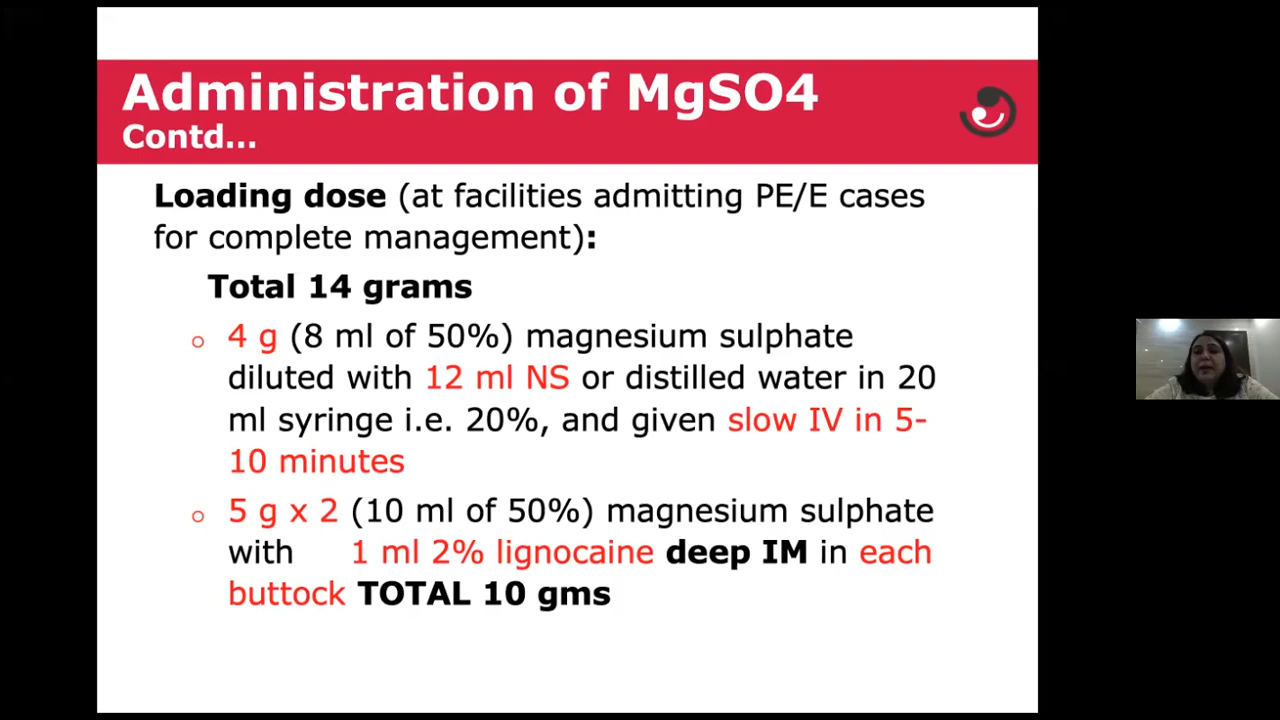 Administration of MgSO4
Contd...
Loading dose (at facilities admitting PE/E cases
for complete management):
Total 14 grams
o 4 g (8 ml of 50%) magnesium sulphate
diluted with 12 ml NS or distilled water in 20
ml syringe i.e. 20%, and given slow IV in 5-
10 minutes
o 5 g x 2 (10 ml of 50%) magnesium sulphate
with 1 ml 2% lignocaine deep IM in each
buttock TOTAL 10 gms